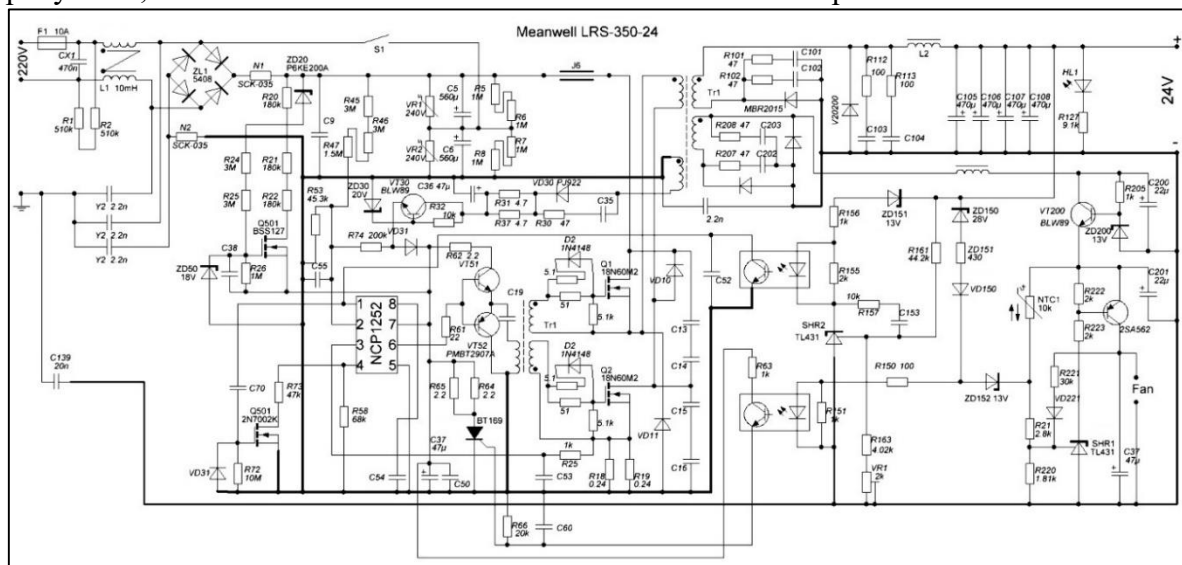 Meanwell LRS-350-24
F1 10A
220V
CX1
470n
L1 10mH
R1
510k
R2
510k
ZL1
5408
N1
SCK-035
N2
SCK-035
ZD20
P6KE200A
R20
180k
R24
3M
R21
180k
R25
3M
R22
180k
Q501
BSS127
C38
R26
1M
ZD50
18V
Y2 2.2n
Y2 2.2n
Y2 2.2n
C139
20n
S1
C9
R45
3M
R46
3M
R47
1.5M
VR1
240V
VR2
240V
C5
560µ
C6
560µ
R5
1M
R6
1M
R7
1M
R8
1M
J6
R53
45.3k
ZD30
20V
VT30
BLW89
C36 47µ
R32
10k
R31 4.7
R37 4.7
VD30 PJ922
R30 47
C35
R74 200k
VD31
C55
R62 2.2
VT51
R61
22
VT52
PMBT2907A
C19
Tr1
NCP1252
1
2
3
4
8
7
6
5
D2
1N4148
5.1
51
5.1k
Q1
18N60M2
D2
1N4148
5.1
51
5.1k
Q2
18N60M2
VD10
VD11
C13
C14
C15
C16
C52
C70
R73
47k
R58
68k
Q501
2N7002K
VD31
R72
10M
R65
2.2
R64
2.2
BT169
C54
C37
47µ
C50
1k
R25
C53
R18
0.24
R19
0.24
R66
20k
C60
Tr1
R101
47
C101
R102
47
C102
MBR2015
R208 47
C203
R207 47
C202
2.2n
V20200
R112
100
R113
100
C103
C104
L2
C105
470µ
C106
470µ
C107
470µ
C108
470µ
HL1
R127
9.1k
+
24V
-
R156
1k
R155
2k
ZD151
13V
ZD150
28V
R161
44.2k
ZD151
430
VD150
10k
R157
C153
SHR2
TL431
R63
1k
R150 100
R151
1k
R163
4.02k
VR1
2k
ZD152 13V
NTC1
10k
VT200
BLW89
R205
1k
ZD200
13V
C200
22µ
C201
22µ
R222
2k
R223
2k
2SA562
R221
30k
VD221
Fan
R21
2.8k
SHR1
TL431
R220
1.81k
C37
47µ